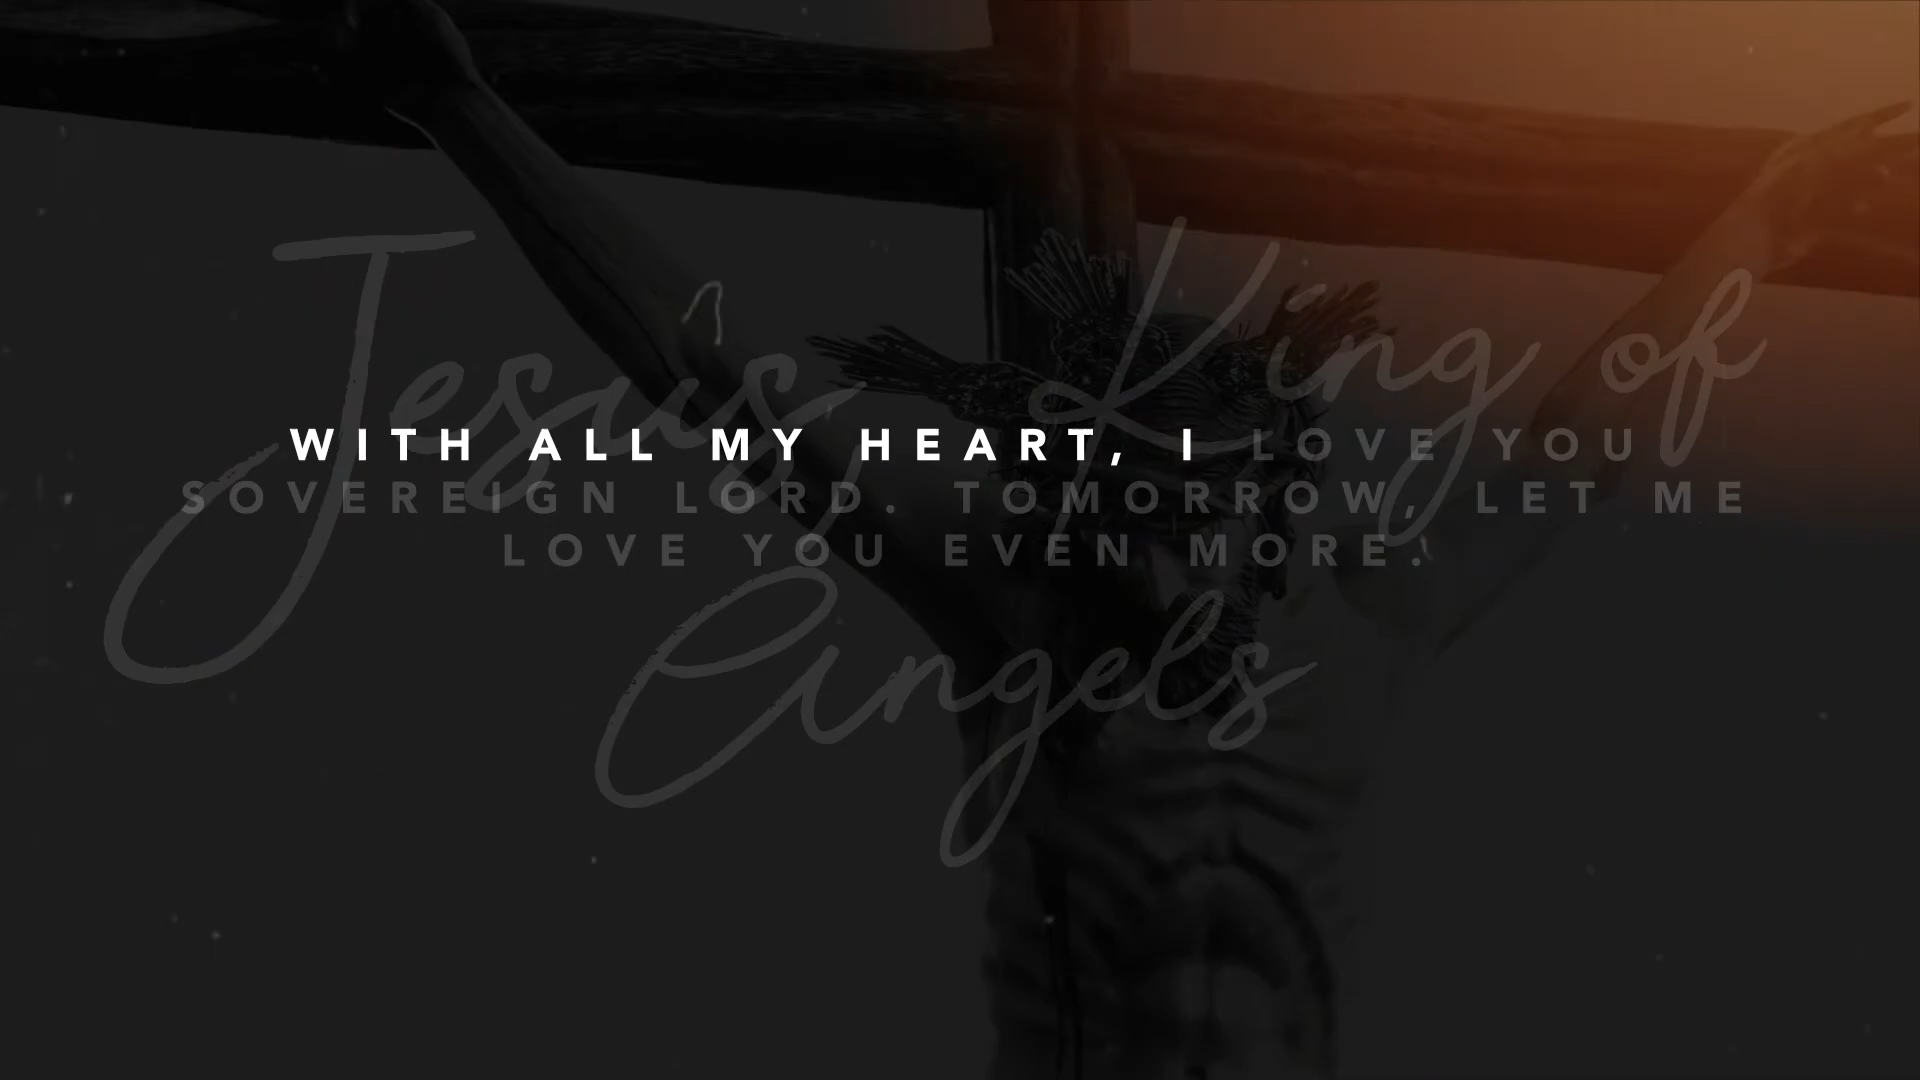 Jesus, King of
WITH ALL MY HEART, I LOVE YOU
SOVEREIGN LORD. TOMORROW, LET ME
LOVE YOU EVEN MORE.
Angels